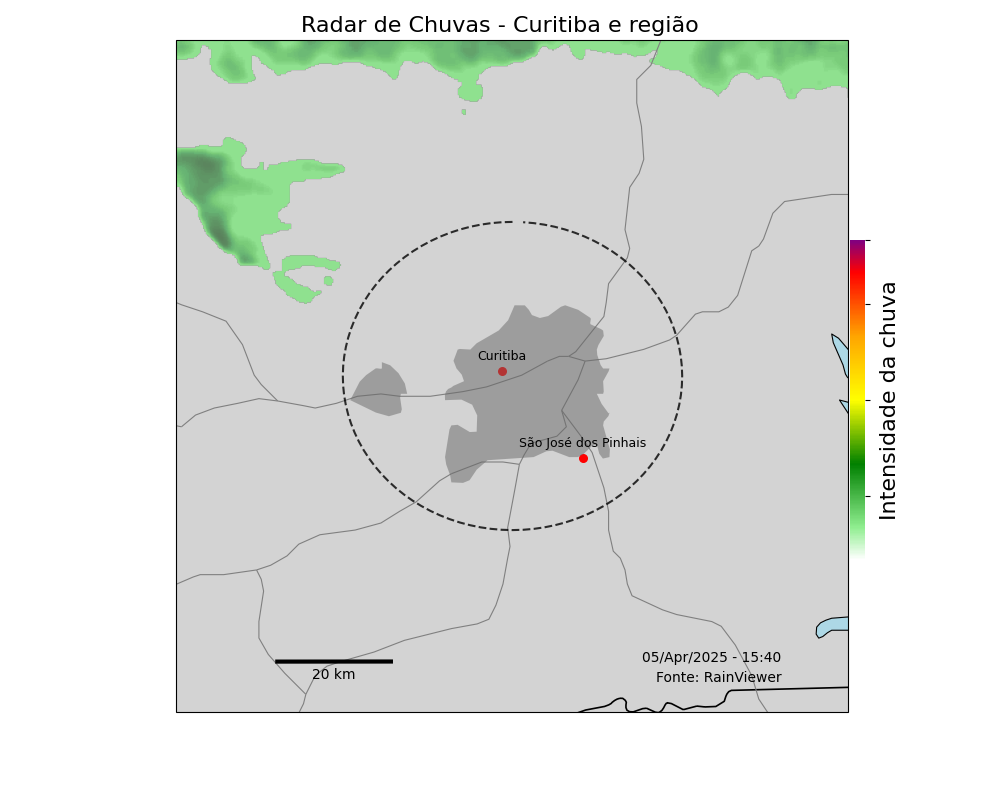 Radar de Chuvas - Curitiba e região
Curitiba
São José dos Pinhais
Intensidade da chuva
05/Apr/2025 - 15:40
Fonte: RainViewer
20 km